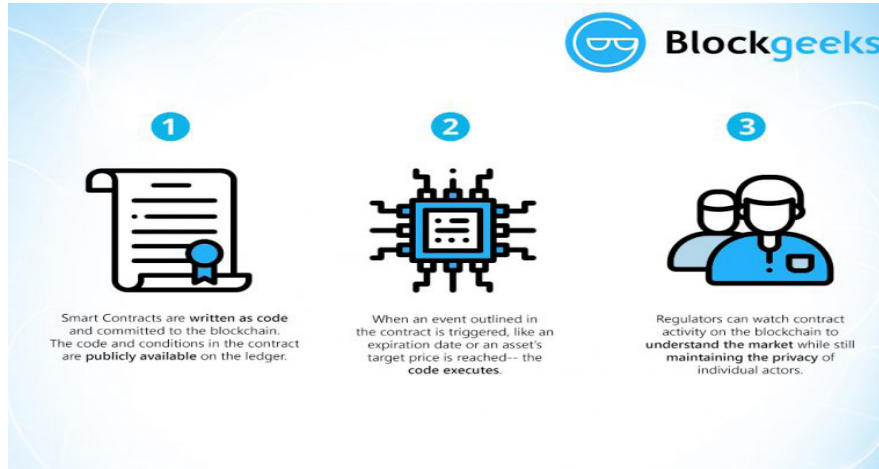 Blockgeeks
1
Smart Contracts are written as code
and committed to the blockchain.
The code and conditions in the contract
are publicly available on the ledger.
2
When an event outlined in
the contract is triggered, like an
expiration date or an asset's
target price is reached-- the
code executes.
3
Regulators can watch contract
activity on the blockchain to
understand the market while still
maintaining the privacy of
individual actors.